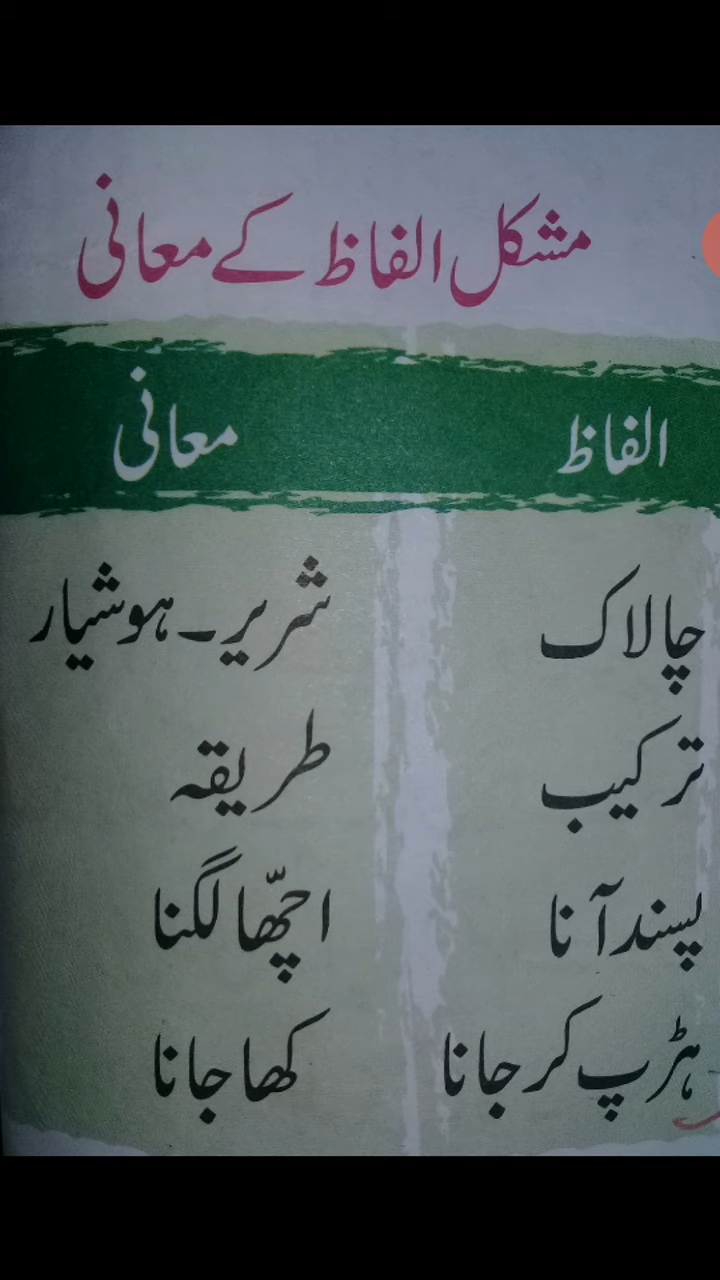 مشکل الفاظ کے معانی
الفاظ معانی
چالاک شریر۔ہوشیار
ترکیب طریقہ
پسند آنا اچھّا لگنا
ہڑپ کر جانا کھا جانا